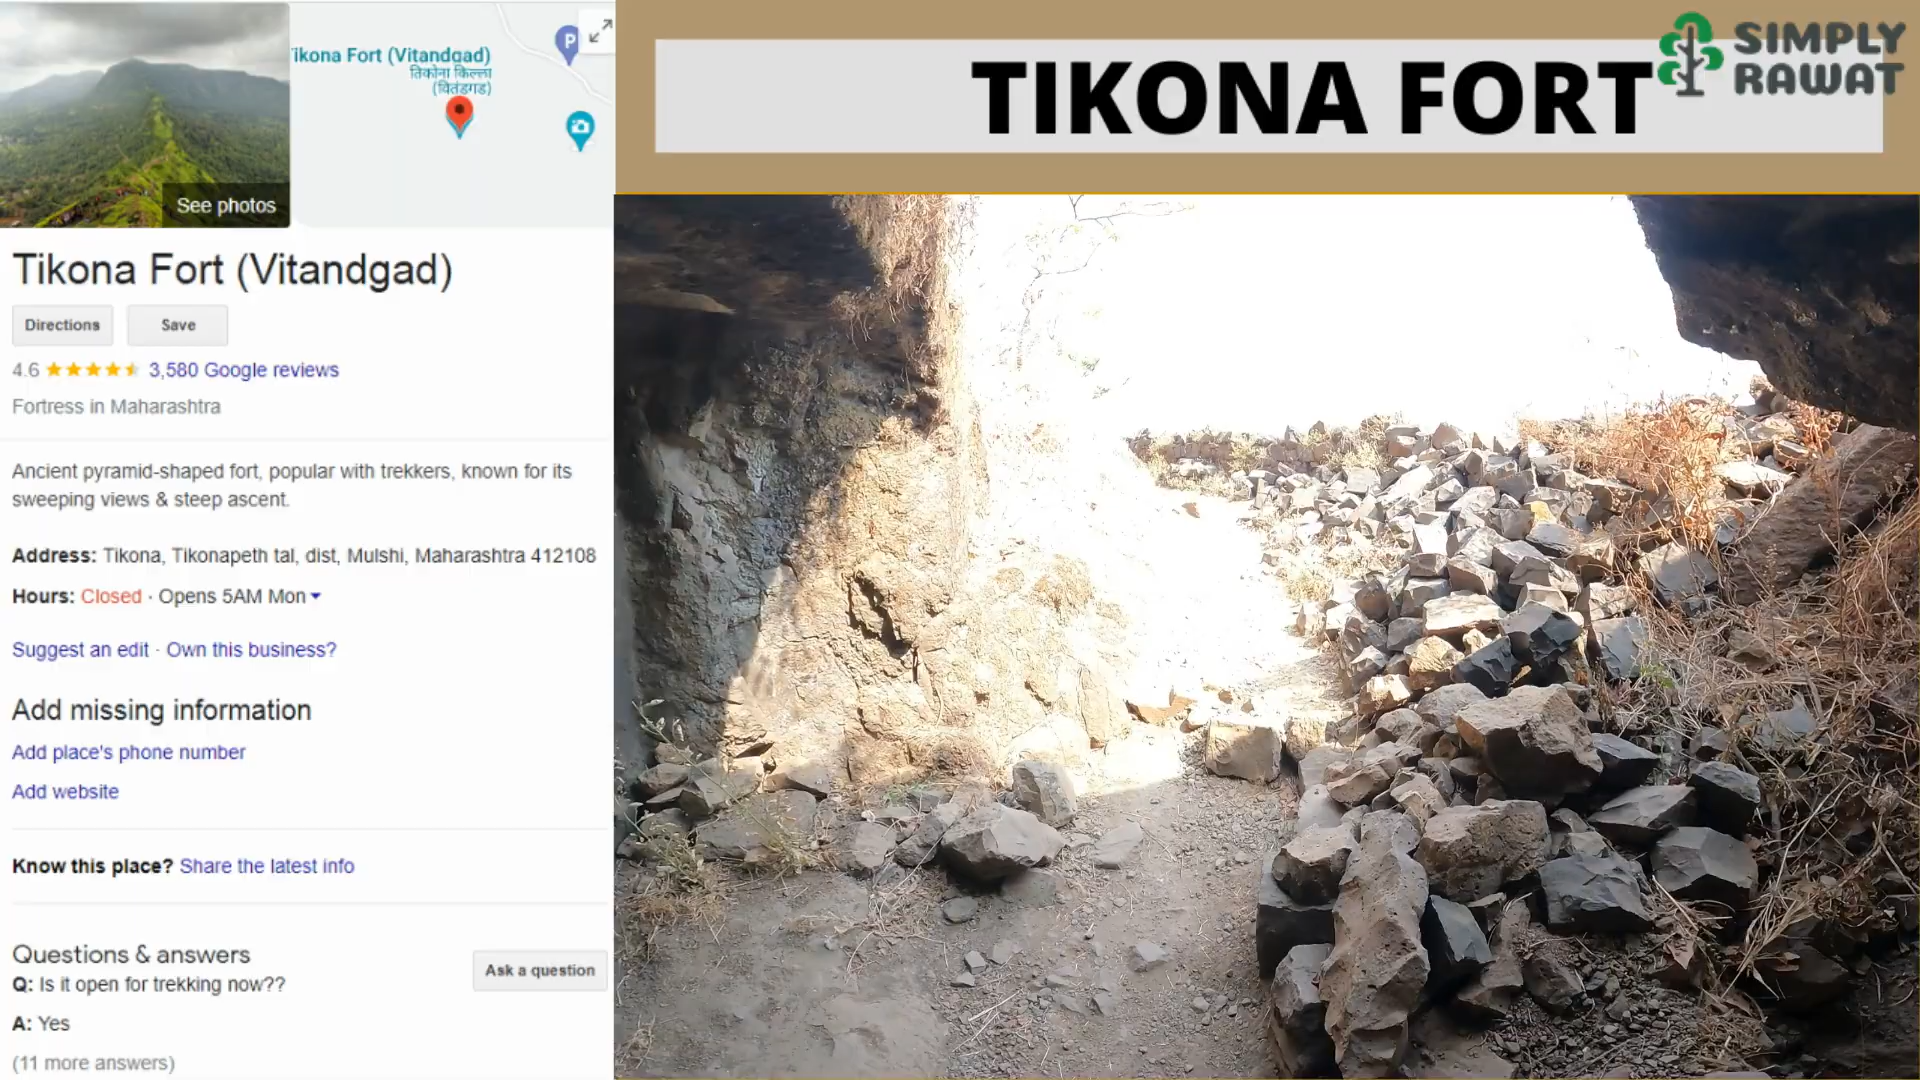 TIKONA FORT
SIMPLY
RAWAT
ikona Fort (Vitandgad)
तिकोना किल्ला
(वितंडगड)
P
See photos
Tikona Fort (Vitandgad)
Directions
Save
4.6 3,580 Google reviews
Fortress in Maharashtra
Ancient pyramid-shaped fort, popular with trekkers, known for its
sweeping views & steep ascent.
Address: Tikona, Tikonapeth tal, dist, Mulshi, Maharashtra 412108
Hours: Closed · Opens 5AM Mon
Suggest an edit · Own this business?
Add missing information
Add place's phone number
Add website
Know this place? Share the latest info
Questions & answers
Ask a question
Q: Is it open for trekking now??
A: Yes
(11 more answers)